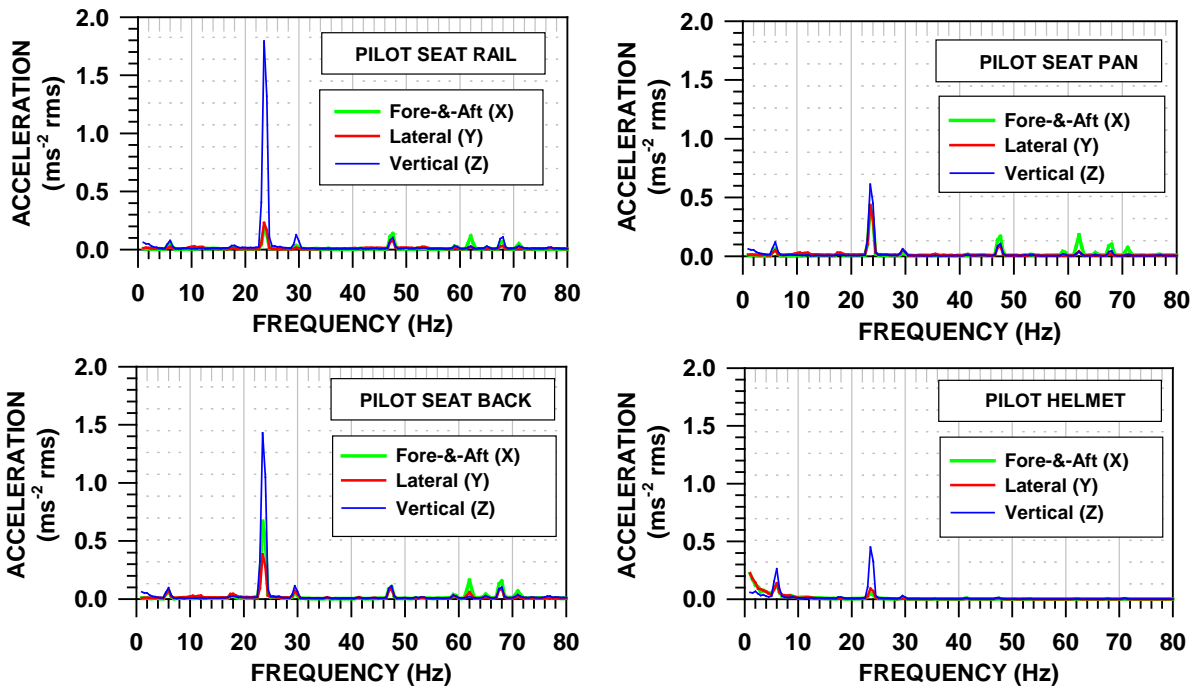 ACCELERATION
(ms⁻² rms)
2.0
1.5
1.0
0.5
0.0
PILOT SEAT RAIL
Fore-&-Aft (X)
Lateral (Y)
Vertical (Z)
0 10 20 30 40 50 60 70 80
FREQUENCY (Hz)
ACCELERATION
(ms⁻² rms)
2.0
1.5
1.0
0.5
0.0
PILOT SEAT PAN
Fore-&-Aft (X)
Lateral (Y)
Vertical (Z)
0 10 20 30 40 50 60 70 80
FREQUENCY (Hz)
ACCELERATION
(ms⁻² rms)
2.0
1.5
1.0
0.5
0.0
PILOT SEAT BACK
Fore-&-Aft (X)
Lateral (Y)
Vertical (Z)
0 10 20 30 40 50 60 70 80
FREQUENCY (Hz)
ACCELERATION
(ms⁻² rms)
2.0
1.5
1.0
0.5
0.0
PILOT HELMET
Fore-&-Aft (X)
Lateral (Y)
Vertical (Z)
0 10 20 30 40 50 60 70 80
FREQUENCY (Hz)